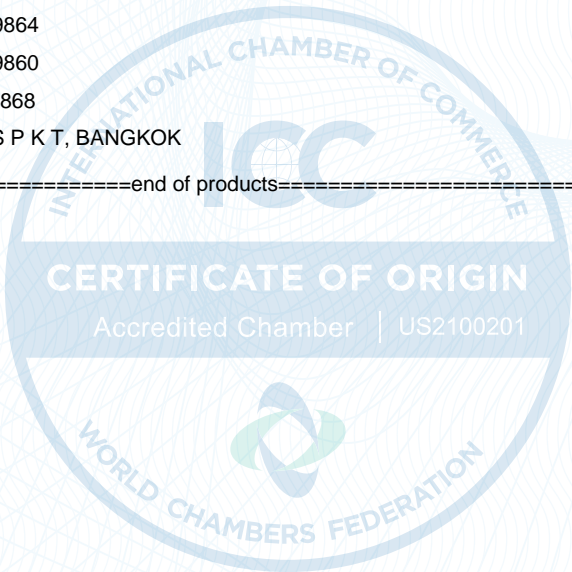 9864
9860
868
S P K T, BANGKOK
===========end of products========================
INTERNATIONAL CHAMBER OF COMMERCE
ICC
CERTIFICATE OF ORIGIN
Accredited Chamber | US2100201
WORLD CHAMBERS FEDERATION